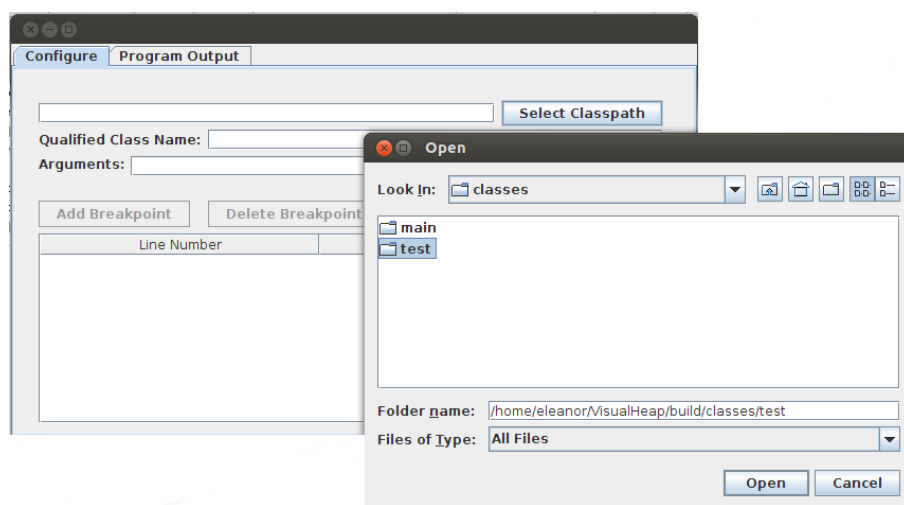 Configure Program Output
Select Classpath
Qualified Class Name:
Arguments:
Add Breakpoint Delete Breakpoint
Line Number
Open
Look In: classes
main
test
Folder name: /home/eleanor/VisualHeap/build/classes/test
Files of Type: All Files
Open Cancel